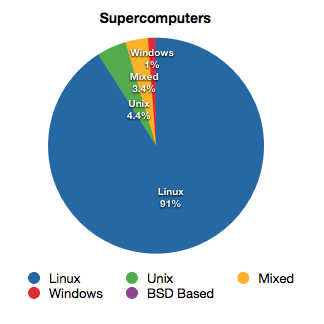 Supercomputers
Windows
1%
Mixed
3.4%
Unix
4.4%
Linux
91%
Linux Unix Mixed
Windows BSD Based